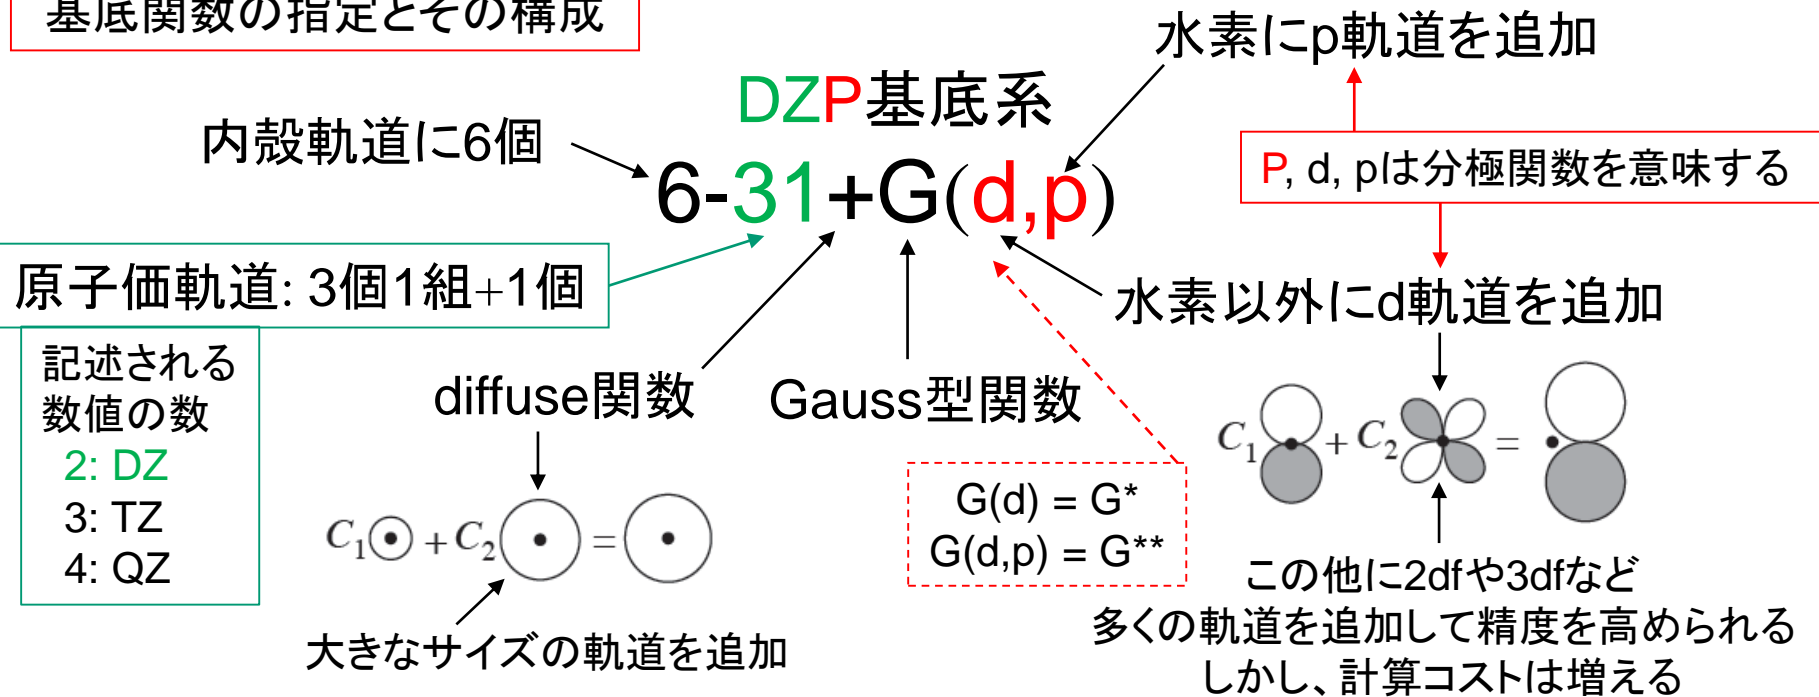 基底関数の指定とその構成
水素にp軌道を追加
DZP基底系
内殻軌道に6個
6-31+G(d,p)
P, d, pは分極関数を意味する
原子価軌道: 3個1組+1個
水素以外にd軌道を追加
記述される
数値の数
2: DZ
3: TZ
4: QZ
diffuse関数
Gauss型関数
C1 + C2 =
C1 + C2 =
G(d) = G*
G(d,p) = G**
大きなサイズの軌道を追加
この他に2dfや3dfなど
多くの軌道を追加して精度を高められる
しかし、計算コストは増える